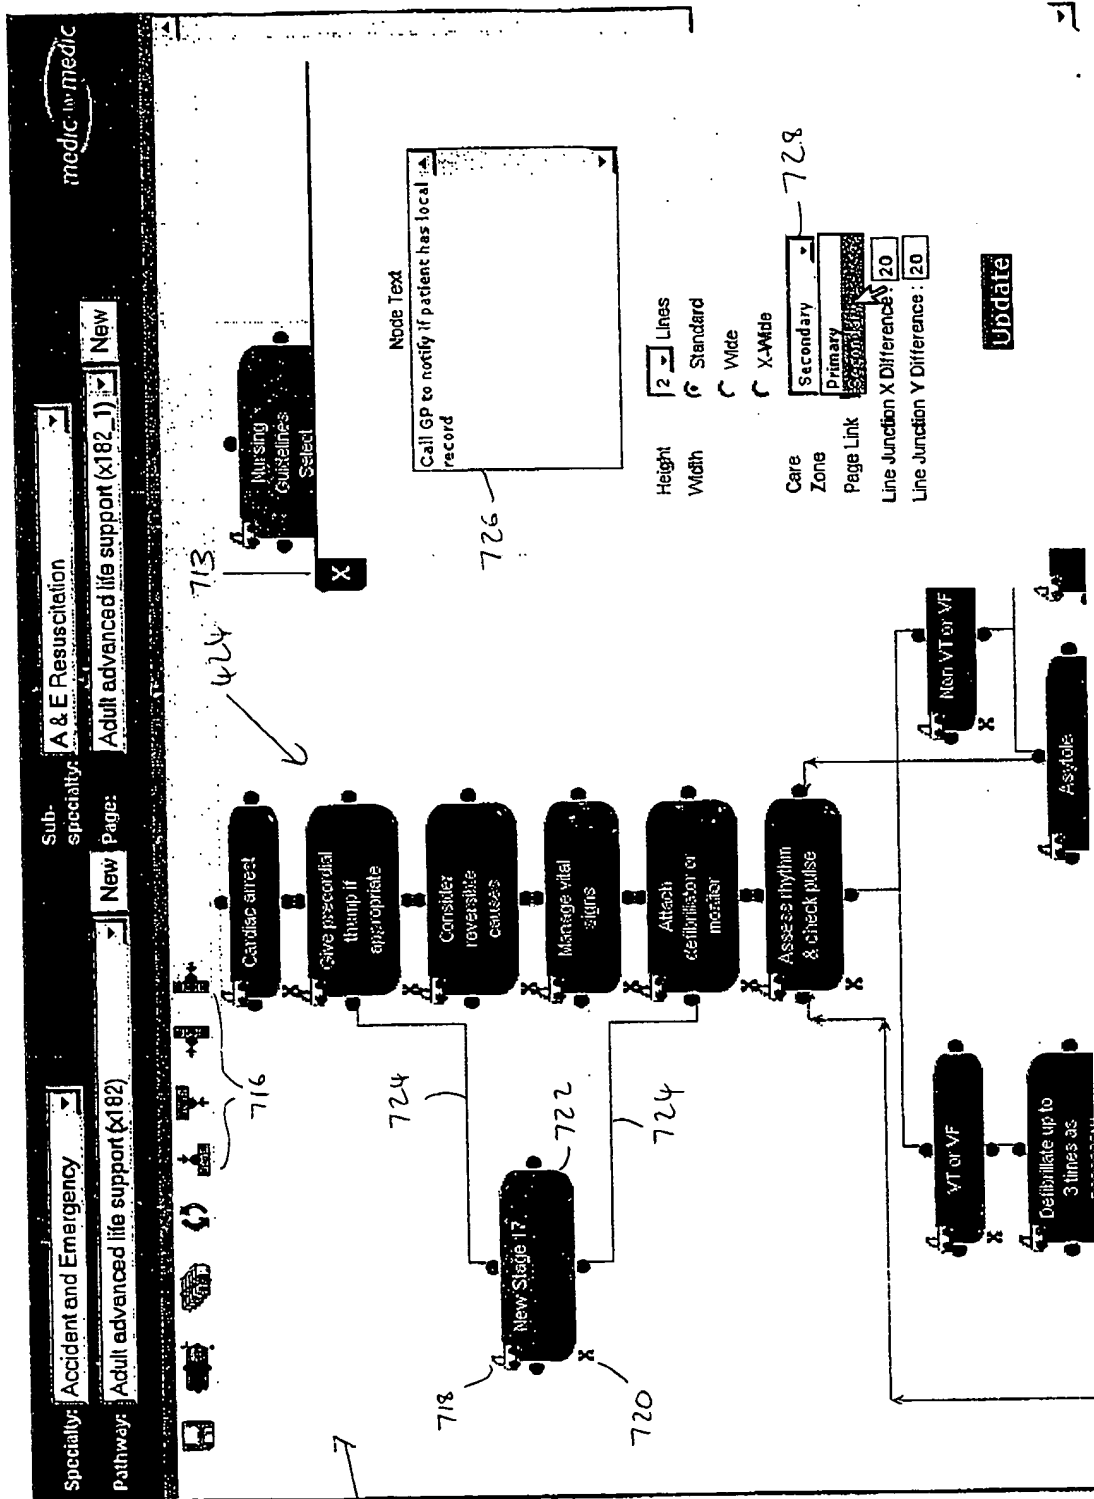 Specialty: Accident and Emergency
Sub-specialty: A & E Resuscitation
medic-to-medic
Pathway: Adult advanced life support (x182) New
Page: Adult advanced life support (x182_1) New
716
7
424
713
Nursing
Guidelines
Select
X
Cardiac arrest
Give precordial
thump if
appropriate
Consider
reversible
causes
Manage vital
signs
Attach
defibrillator or
monitor
Assess rhythm
& check pulse
724
724
718
New Stage 17
722
720
VT or VF
Defibrillate up to
3 times as
Non VT or VF
Asytole
Node Text
Call GP to notify if patient has local
record
726
Height 2 Lines
Width Standard
Wide
X-Wide
Care
Zone
Secondary
728
Primary
Secondary
Page Link
Line Junction X Difference: 20
Line Junction Y Difference: 20
Update